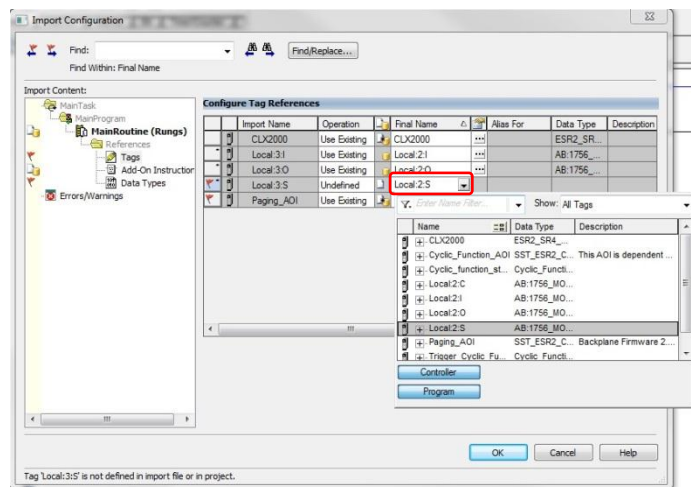 Import Configuration
Find:
Find/Replace...
Find Within: Final Name
Import Content:
MainTask
MainProgram
MainRoutine (Rungs)
References
Tags
Add-On Instruction
Data Types
Errors/Warnings
Configure Tag References
Import Name Operation Final Name Alias For Data Type Description
CLX2000 Use Existing CLX2000 ... ESR2_SR...
Local:3:I Use Existing Local:2:I ... AB:1756_...
Local:3:O Use Existing Local:2:O ... AB:1756_...
Local:3:S Undefined Local:2:S
Paging_AOI Use Existing
Enter Name Filter... Show: All Tags
Name Data Type Description
CLX2000 ESR2_SR4_...
Cyclic_Function_AOI SST_ESR2_C... This AOI is dependent ...
Cyclic_function_st... Cyclic_Functi...
Local:2:C AB:1756_MO...
Local:2:I AB:1756_MO...
Local:2:O AB:1756_MO...
Local:2:S AB:1756_MO...
Paging_AOI SST_ESR2_C... Backplane Firmware 2....
Trigger_Cyclic_Fu... Cyclic_Functi...
Controller
Program
OK Cancel Help
Tag 'Local:3:S' is not defined in import file or in project.